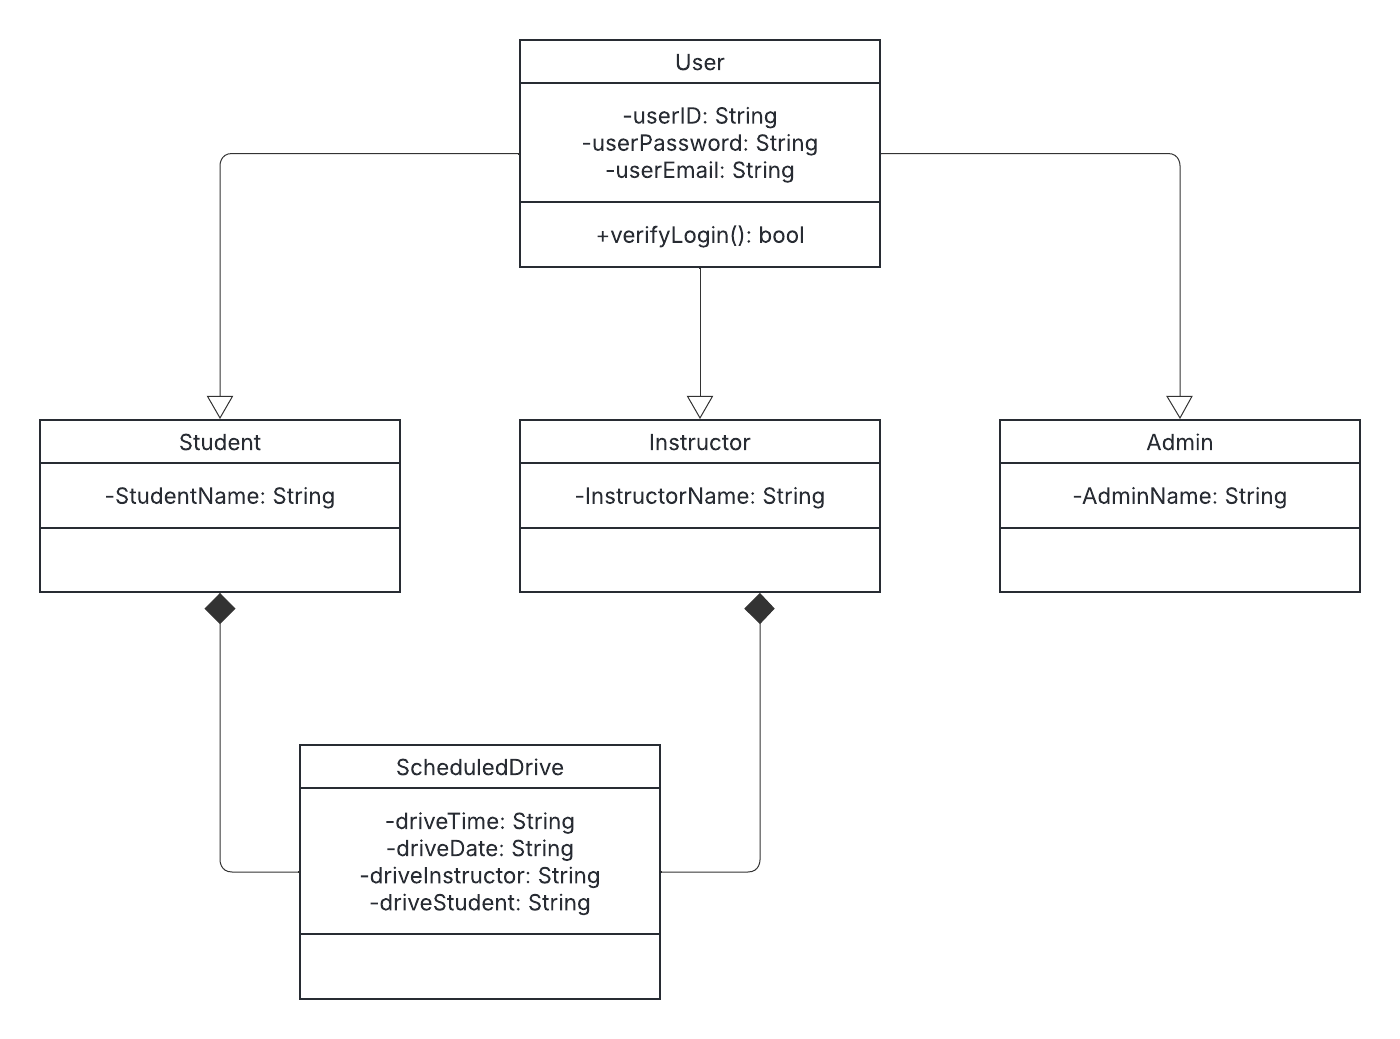 User
-userID: String
-userPassword: String
-userEmail: String
+verifyLogin(): bool
Student
-StudentName: String
Instructor
-InstructorName: String
Admin
-AdminName: String
ScheduledDrive
-driveTime: String
-driveDate: String
-driveInstructor: String
-driveStudent: String